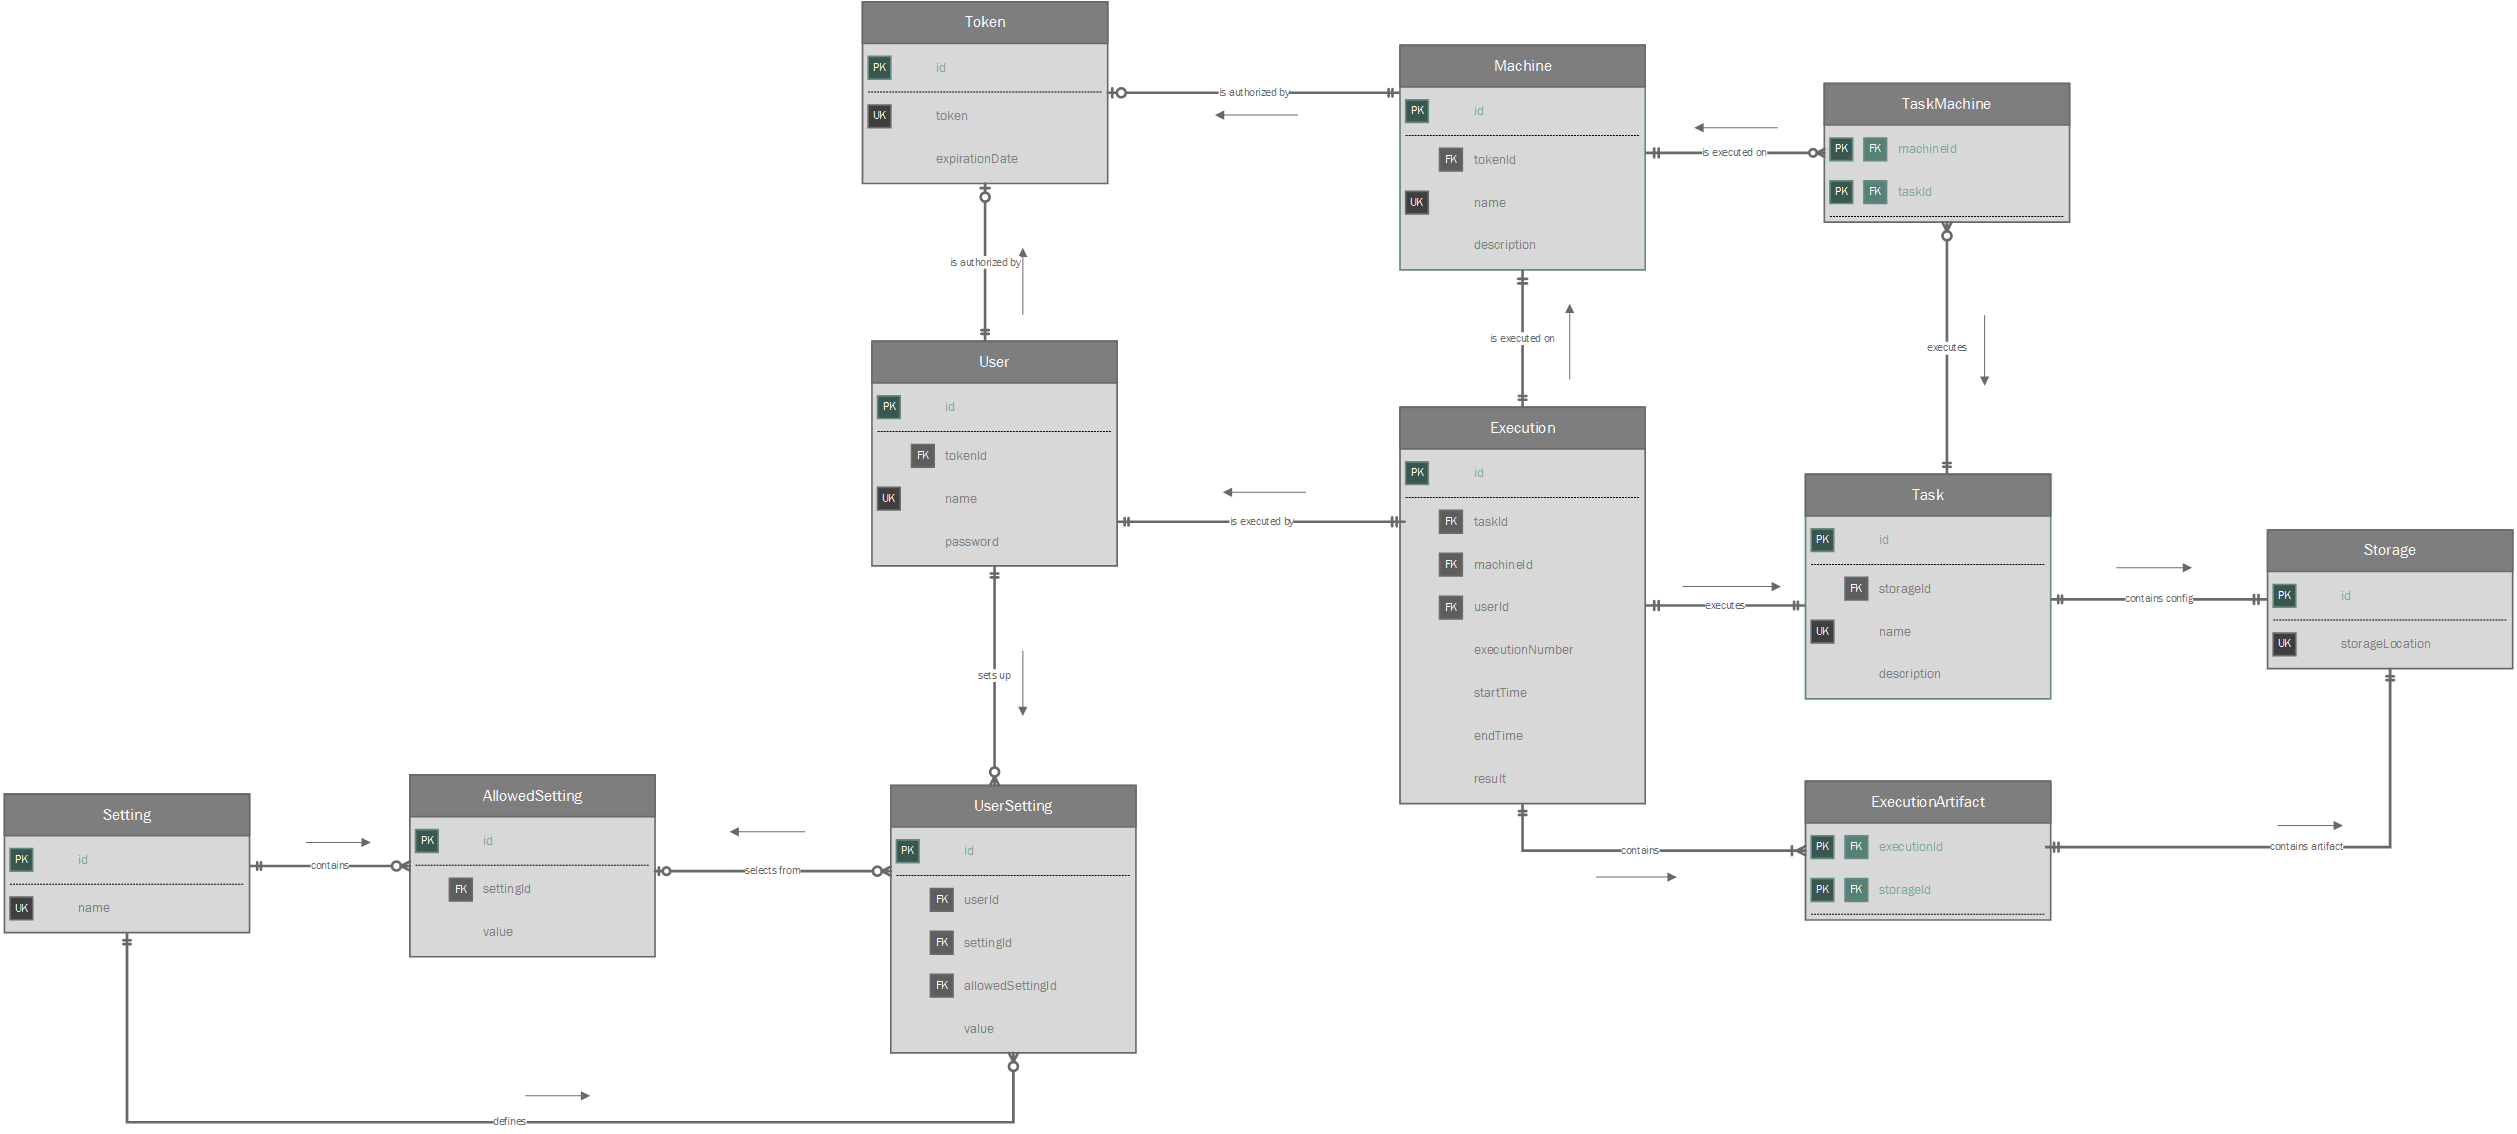 Token
PK id
UK token
expirationDate
is authorized by
Machine
PK id
FK tokenId
UK name
description
is executed on
TaskMachine
PK FK machineId
PK FK taskId
is authorized by
is executed on
executes
User
PK id
FK tokenId
UK name
password
is executed by
Execution
PK id
FK taskId
FK machineId
FK userId
executionNumber
startTime
endTime
result
executes
Task
PK id
FK storageId
UK name
description
contains config
Storage
PK id
UK storageLocation
sets up
Setting
PK id
UK name
contains
AllowedSetting
PK id
FK settingId
value
selects from
UserSetting
PK id
FK userId
FK settingId
FK allowedSettingId
value
contains
ExecutionArtifact
PK FK executionId
PK FK storageId
contains artifact
defines